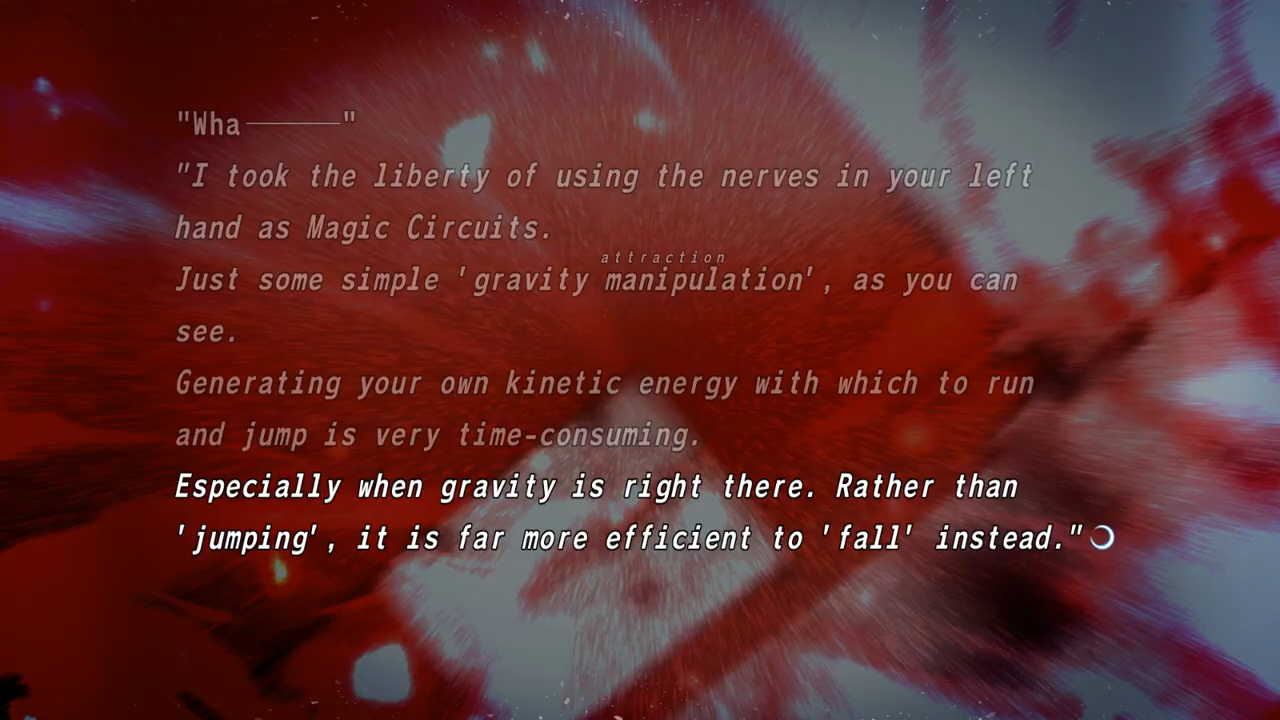 "Wha———"
"I took the liberty of using the nerves in your left
hand as Magic Circuits.
attraction
Just some simple 'gravity manipulation', as you can
see.
Generating your own kinetic energy with which to run
and jump is very time-consuming.
Especially when gravity is right there. Rather than
'jumping', it is far more efficient to 'fall' instead."